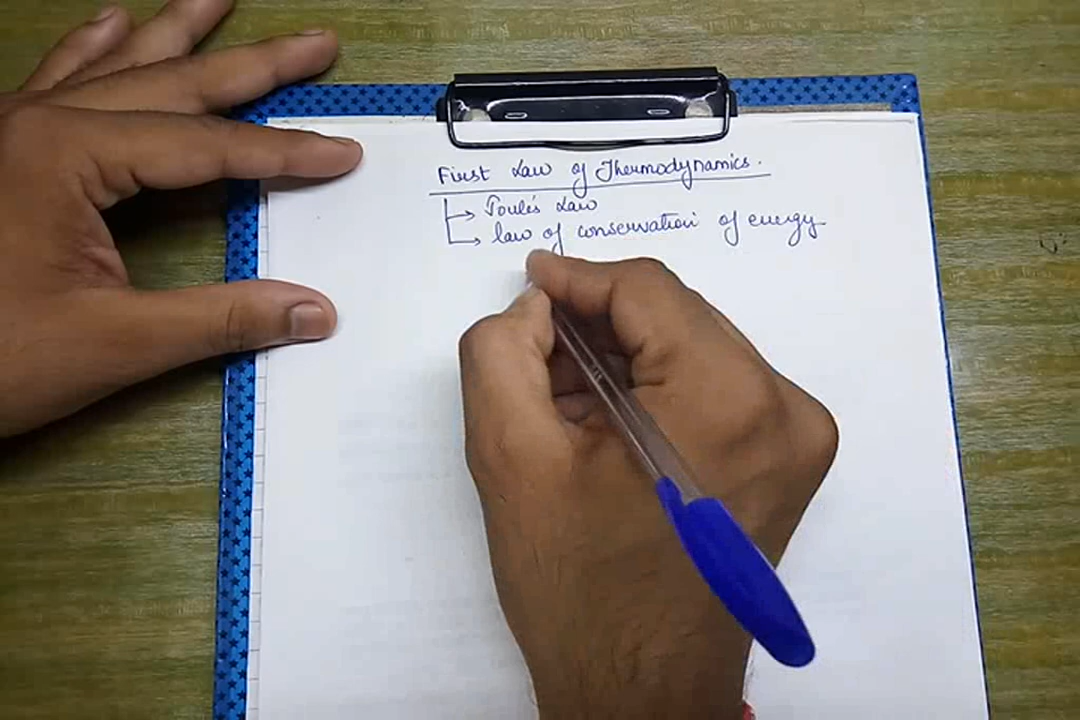 First Law of Thermodynamics.
Joule's Law
law of conservation of energy